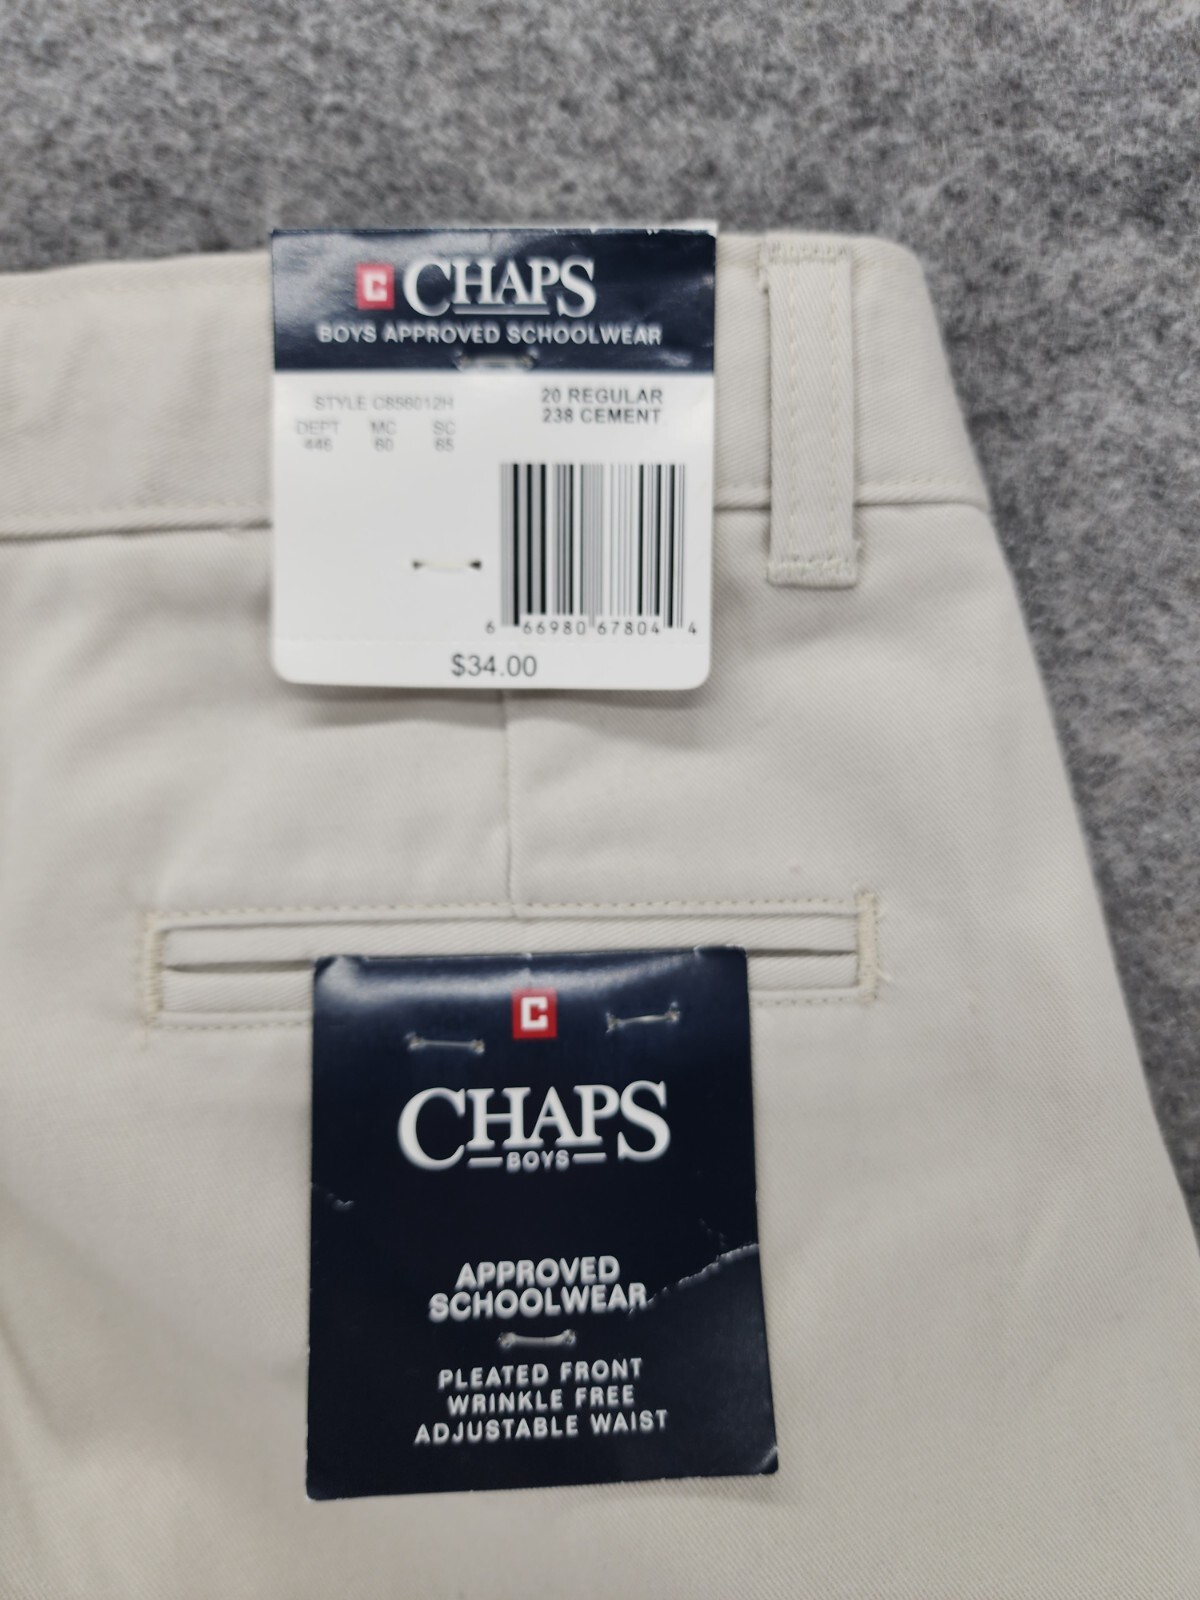 C CHAPS
BOYS APPROVED SCHOOLWEAR
STYLE C856012H
20 REGULAR
238 CEMENT
DEPT MC SC
446 60 65
6 66980 67804 4
$34.00
C
CHAPS
BOYS
APPROVED
SCHOOLWEAR
PLEATED FRONT
WRINKLE FREE
ADJUSTABLE WAIST